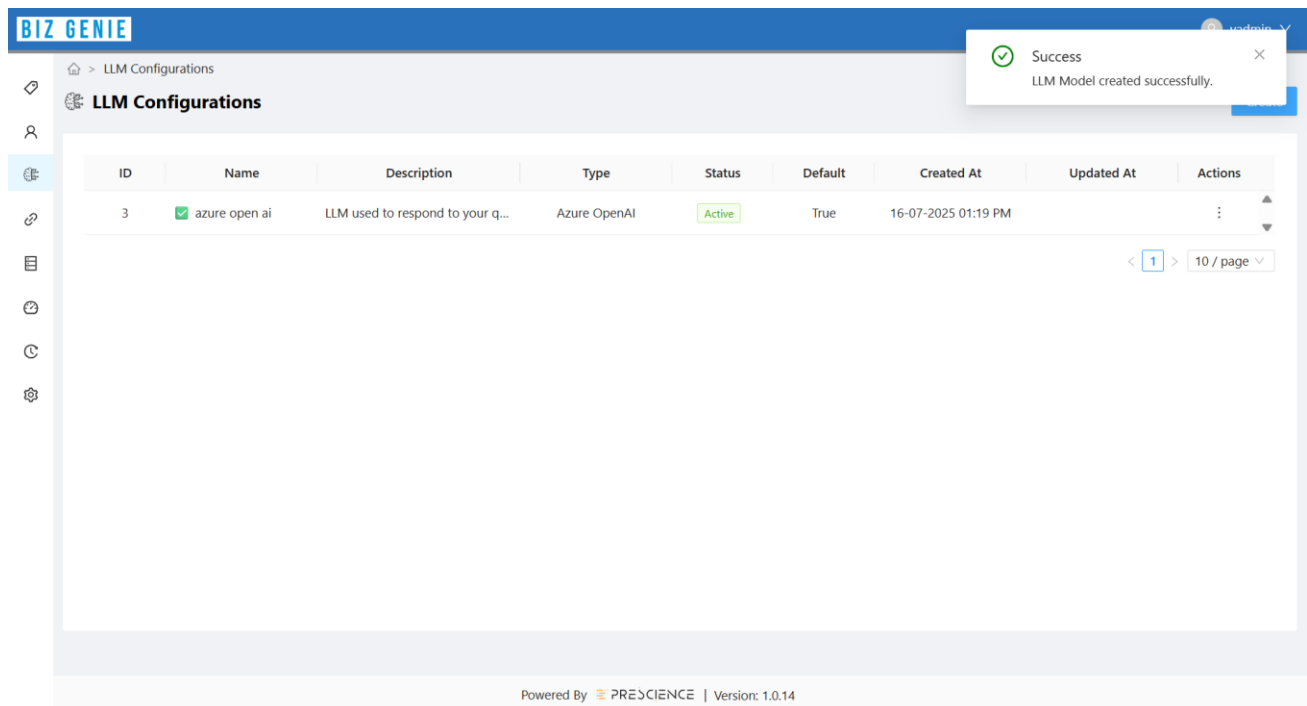 BIZ GENIE
vadmin
Success
LLM Model created successfully.
> LLM Configurations
LLM Configurations
ID Name Description Type Status Default Created At Updated At Actions
3 azure open ai LLM used to respond to your q... Azure OpenAI Active True 16-07-2025 01:19 PM
< 1 > 10 / page
Powered By PRESCIENCE | Version: 1.0.14